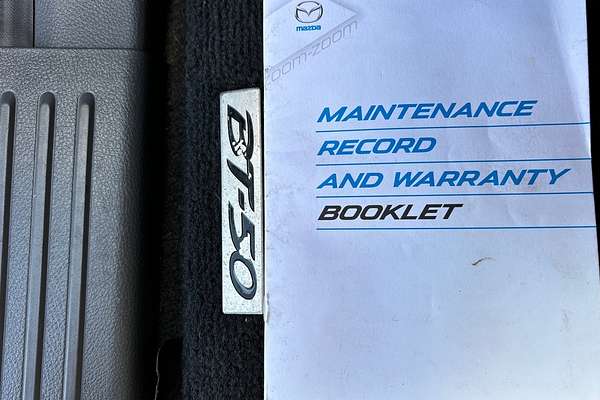 mazda
zoom-zoom
MAINTENANCE
RECORD
AND WARRANTY
BOOKLET
BT-50